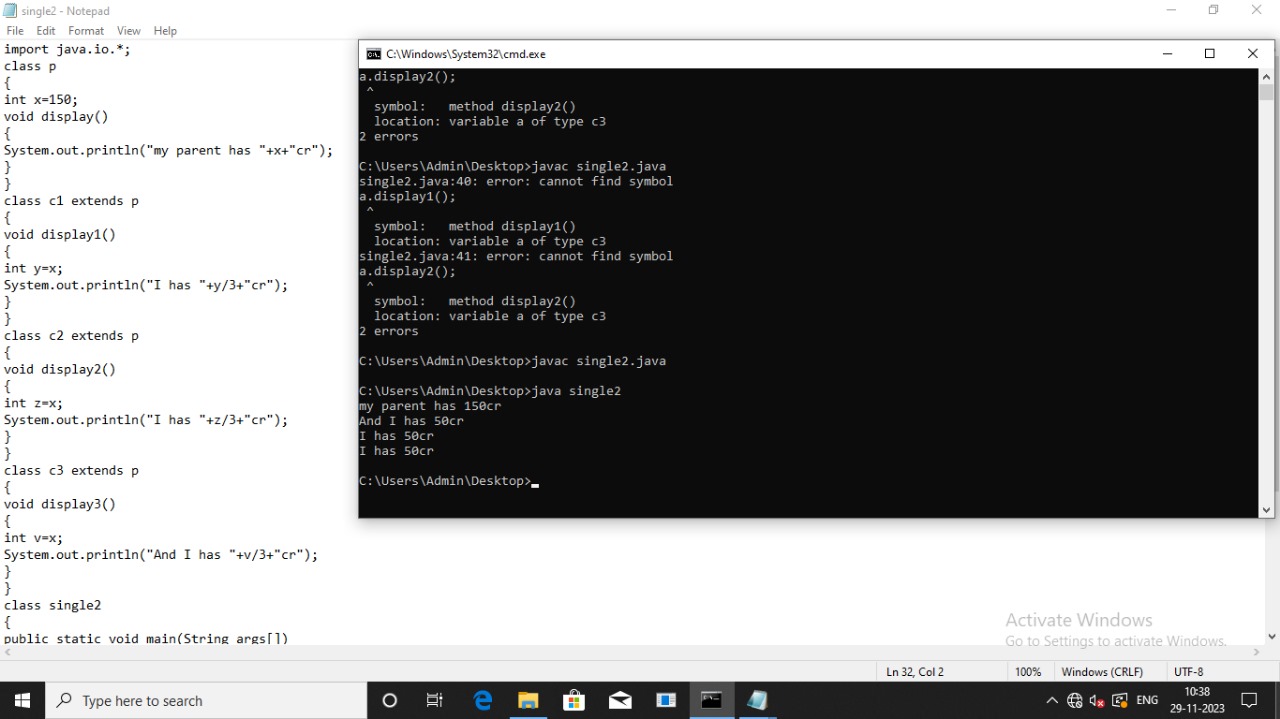 single2 - Notepad
File Edit Format View Help
import java.io.*;
class p
{
int x=150;
void display()
{
System.out.println("my parent has "+x+"cr");
}
}
class c1 extends p
{
void display1()
{
int y=x;
System.out.println("I has "+y/3+"cr");
}
}
class c2 extends p
{
void display2()
{
int z=x;
System.out.println("I has "+z/3+"cr");
}
}
class c3 extends p
{
void display3()
{
int v=x;
System.out.println("And I has "+v/3+"cr");
}
}
class single2
{
public static void main(String args[])
C:\Windows\System32\cmd.exe
a.display2();
^
symbol:   method display2()
location: variable a of type c3
2 errors
C:\Users\Admin\Desktop>javac single2.java
single2.java:40: error: cannot find symbol
a.display1();
^
symbol:   method display1()
location: variable a of type c3
single2.java:41: error: cannot find symbol
a.display2();
^
symbol:   method display2()
location: variable a of type c3
2 errors
C:\Users\Admin\Desktop>javac single2.java
C:\Users\Admin\Desktop>java single2
my parent has 150cr
And I has 50cr
I has 50cr
I has 50cr
C:\Users\Admin\Desktop>
Activate Windows
Go to Settings to activate Windows.
Ln 32, Col 2 100% Windows (CRLF) UTF-8
Type here to search
ENG
10:38
29-11-2023